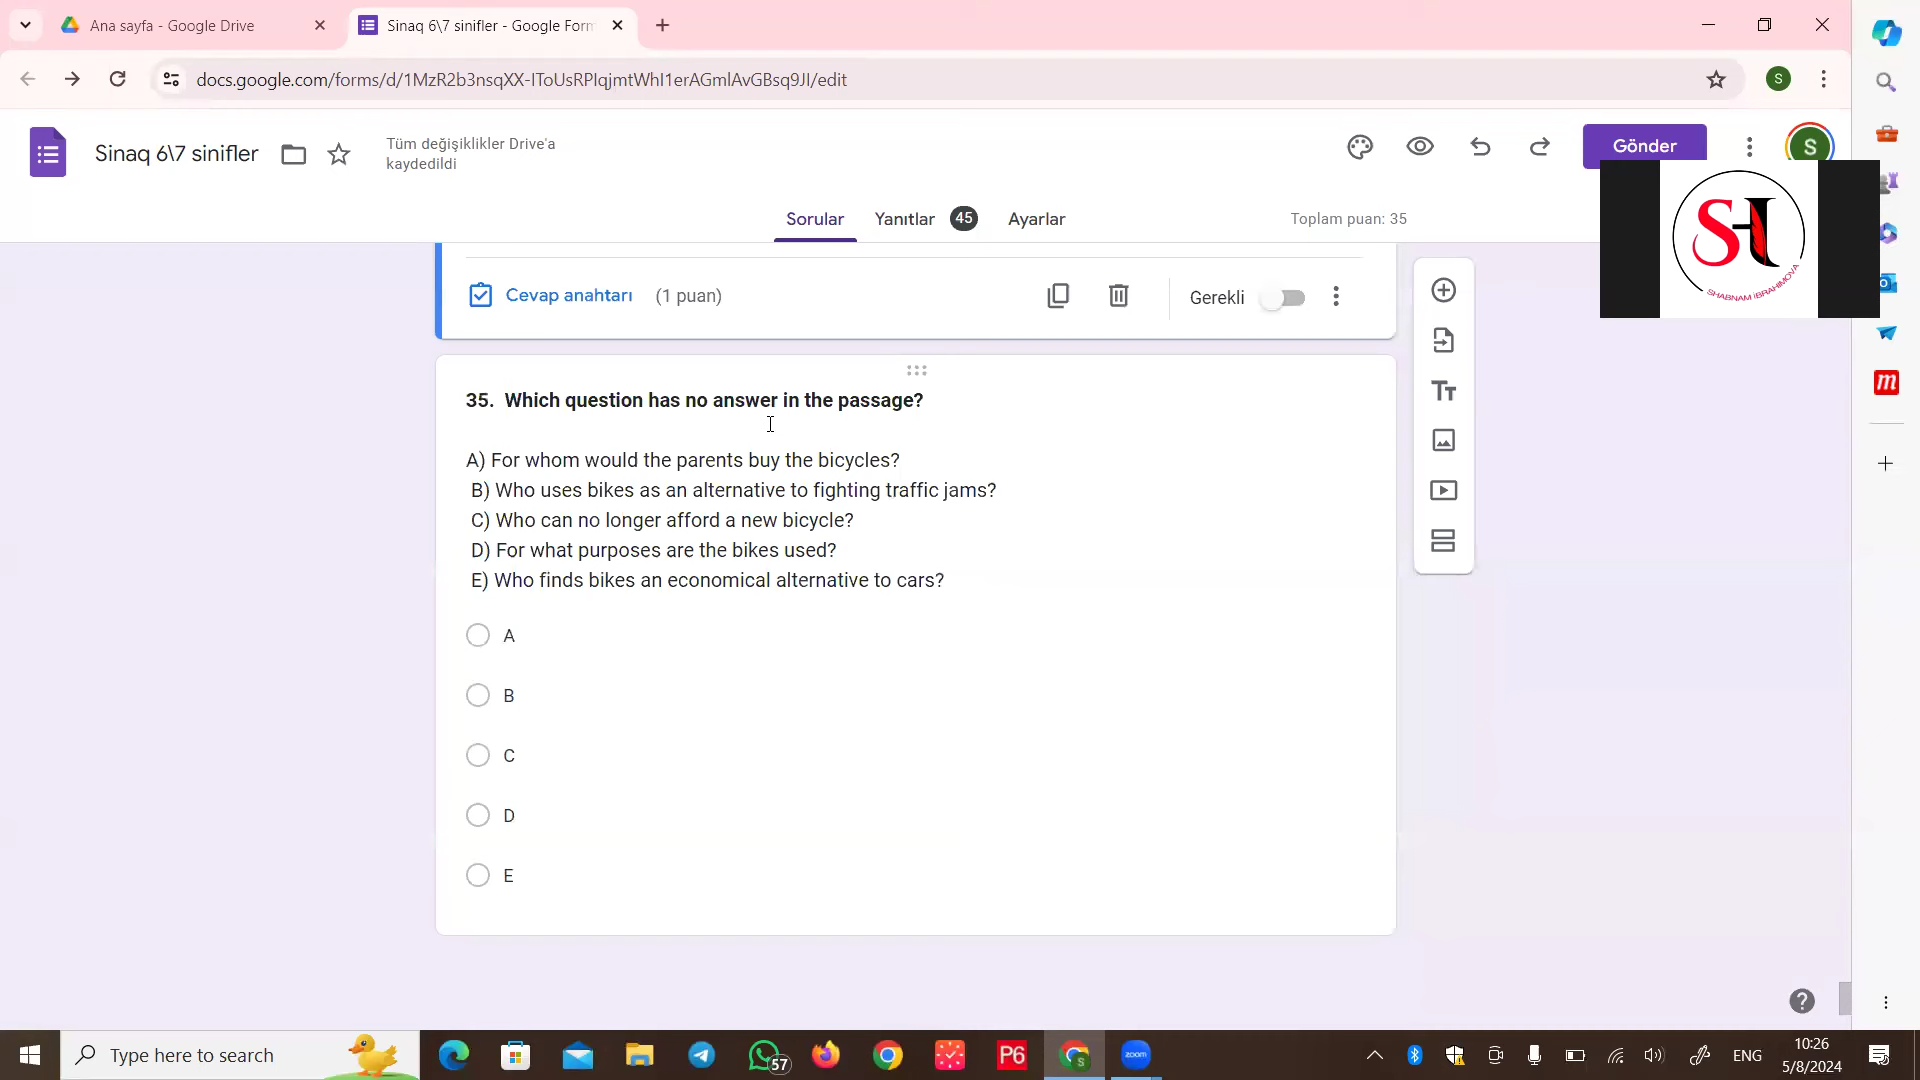 Ana sayfa - Google Drive
Sinaq 6\7 sinifler - Google Form
docs.google.com/forms/d/1MzR2b3nsqXX-IToUsRPIqjmtWhI1erAGmlAvGBsq9JI/edit
S
Sinaq 6\7 sinifler
Tüm değişiklikler Drive'a
kaydedildi
Gönder
S
Sorular
Yanıtlar 45
Ayarlar
Toplam puan: 35
SHABNAM İBRAHIMOVA
Cevap anahtarı (1 puan)
Gerekli
35. Which question has no answer in the passage?
A) For whom would the parents buy the bicycles?
B) Who uses bikes as an alternative to fighting traffic jams?
C) Who can no longer afford a new bicycle?
D) For what purposes are the bikes used?
E) Who finds bikes an economical alternative to cars?
A
B
C
D
E
Tт
m
Type here to search
57
P6
S
zoom
ENG
10:26
5/8/2024